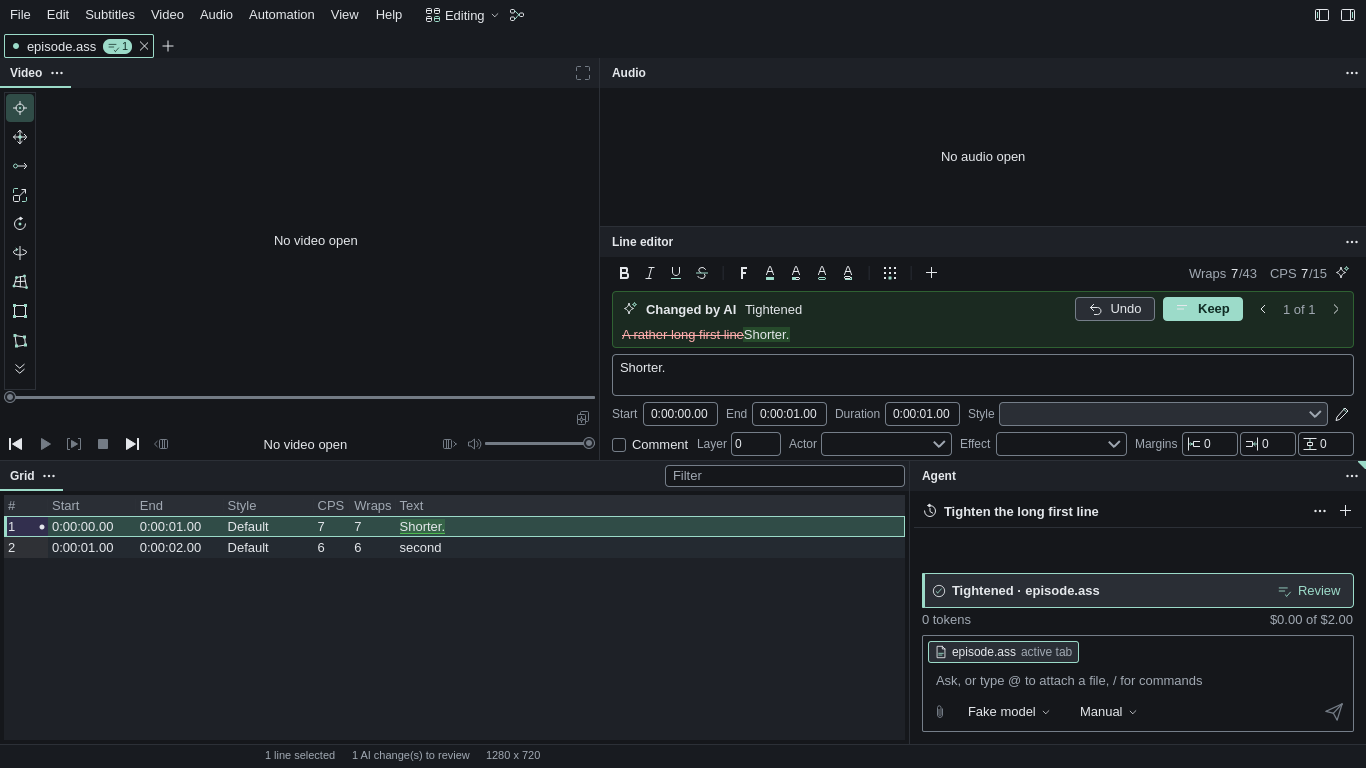 File Edit Subtitles Video Audio Automation View Help Editing
episode.ass 1
Video
Audio
No video open
No audio open
Line editor
B I U S F A A A A Wraps 7/43 CPS 7/15
Changed by AI Tightened Undo Keep 1 of 1
A rather long first lineShorter.
Shorter.
Start 0:00:00.00 End 0:00:01.00 Duration 0:00:01.00 Style
No video open
Comment Layer 0 Actor Effect Margins 0 0 0
Grid Filter
# Start End Style CPS Wraps Text
1 0:00:00.00 0:00:01.00 Default 7 7 Shorter.
2 0:00:01.00 0:00:02.00 Default 6 6 second
Agent
Tighten the long first line
Tightened · episode.ass Review
0 tokens $0.00 of $2.00
episode.ass active tab
Ask, or type @ to attach a file, / for commands
Fake model Manual
1 line selected 1 AI change(s) to review 1280 x 720